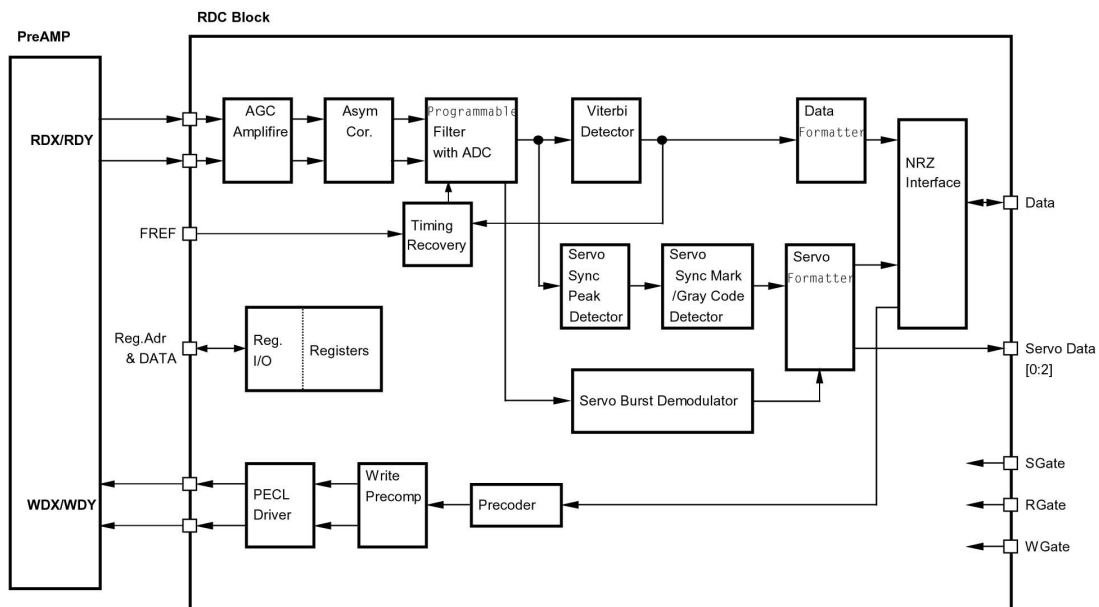 RDC Block
PreAMP
AGC
Amplifire
Asym
Cor.
Programmable
Filter
with ADC
Viterbi
Detector
Data
Formatter
NRZ
Interface
RDX/RDY
Data
FREF
Timing
Recovery
Servo
Sync
Peak
Detector
Servo
Sync Mark
/Gray Code
Detector
Servo
Formatter
Reg.Adr
& DATA
Reg.
I/O
Registers
Servo Data
[0:2]
Servo Burst Demodulator
SGate
WDX/WDY
PECL
Driver
Write
Precomp
Precoder
RGate
WGate